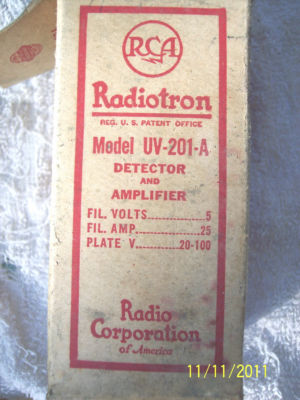 RCA
Radiotron
REG. U. S. PATENT OFFICE
Model UV-201-A
DETECTOR
AND
AMPLIFIER
FIL. VOLTS................5
FIL. AMP..................25
PLATE V............20-100
Radio
Corporation
of America
11/11/2011